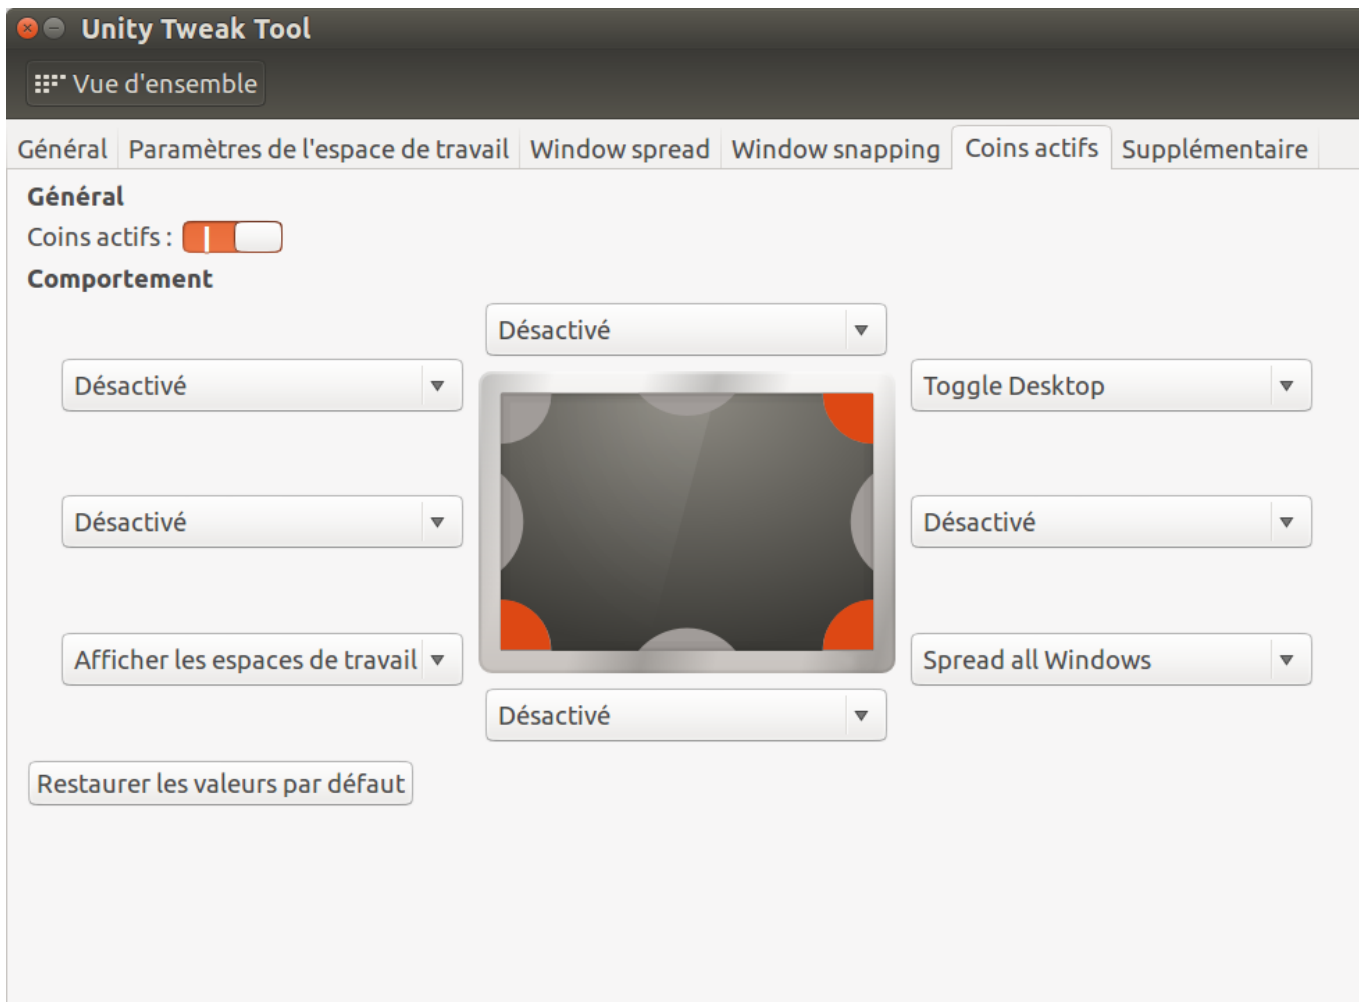 Unity Tweak Tool
Vue d'ensemble
Général Paramètres de l'espace de travail Window spread Window snapping Coins actifs Supplémentaire
Général
Coins actifs :
Comportement
Désactivé
Désactivé Toggle Desktop
Désactivé Désactivé
Afficher les espaces de travail Spread all Windows
Désactivé
Restaurer les valeurs par défaut